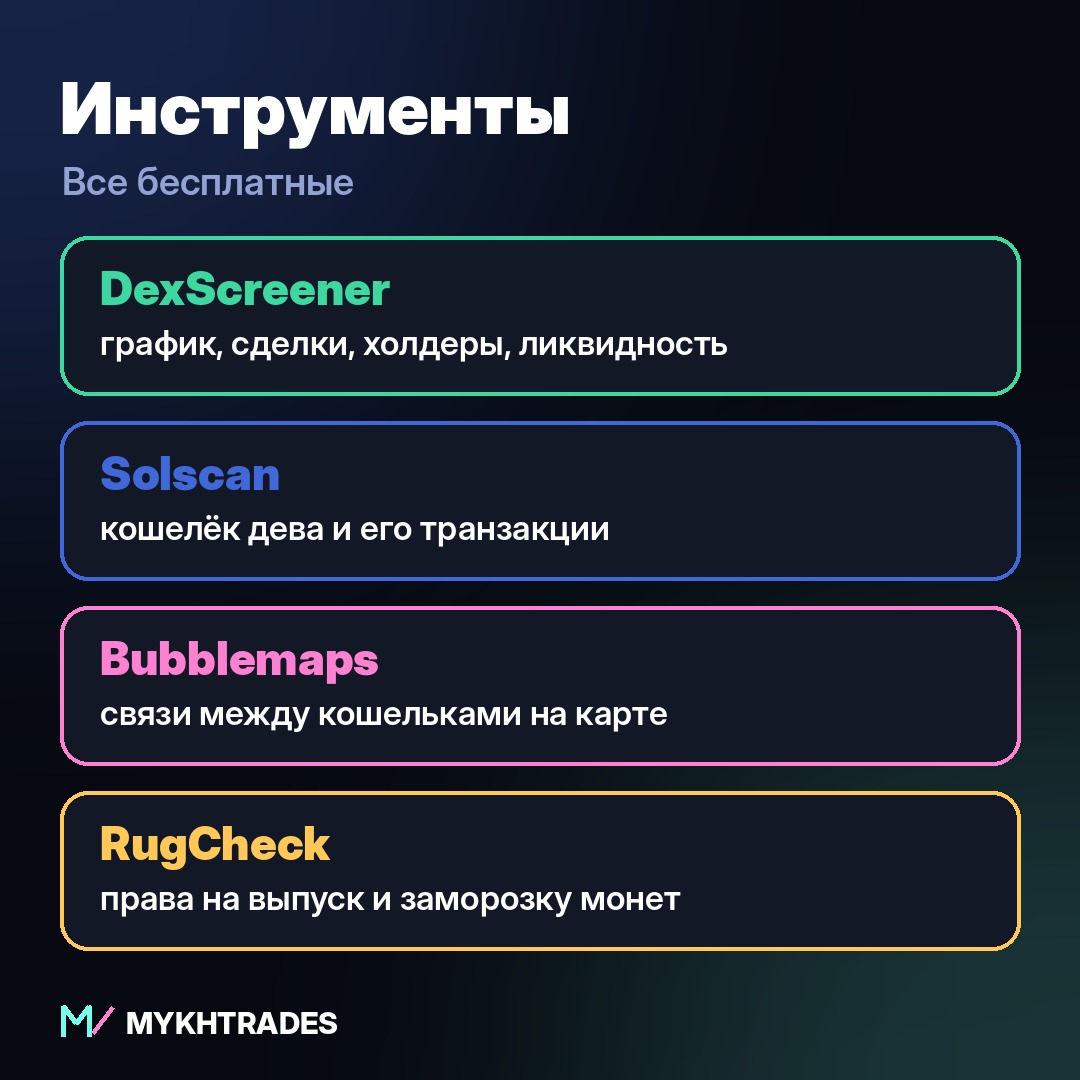 Инструменты
Все бесплатные
DexScreener
график, сделки, холдеры, ликвидность
Solscan
кошелёк дева и его транзакции
Bubblemaps
связи между кошельками на карте
RugCheck
права на выпуск и заморозку монет
MYKHTRADES